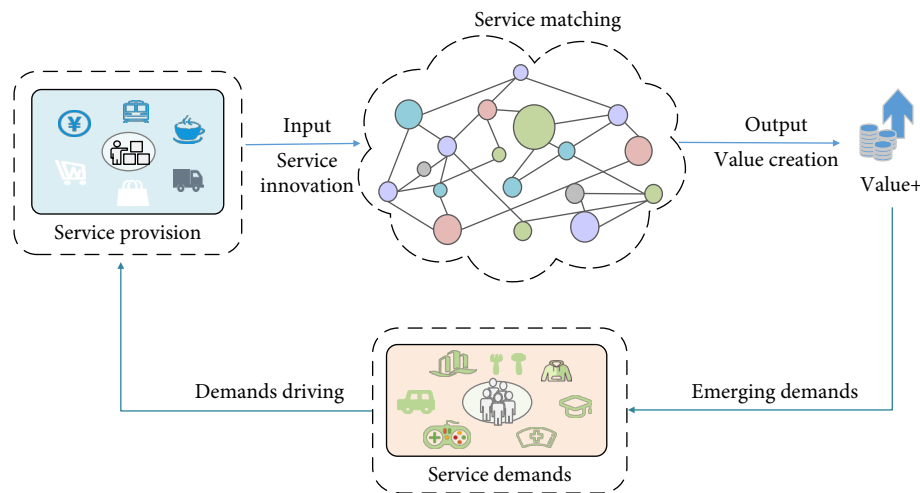 Service matching
Input
Service
innovation
Output
Value creation
¥
W
Value+
Service provision
Demands driving
Emerging demands
Service demands